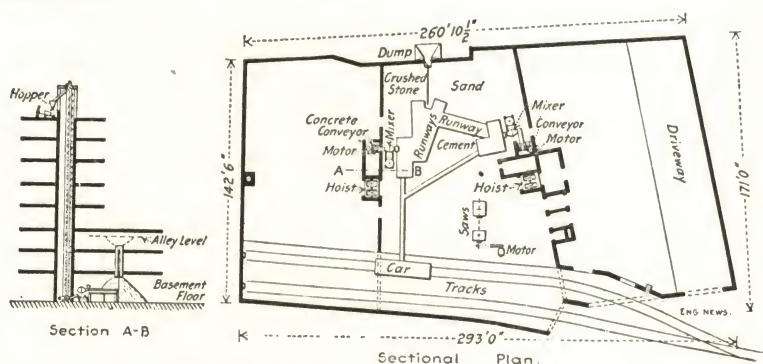 260'10 1/2"
Dump
Crushed
Stone
Sand
Hopper
Concrete
Conveyor
Mixer
Motor
A
Hoist
Runways
Runway
B
Cement
Mixer
Conveyor
Motor
Hoist
Saws
Motor
Driveway
142'6"
171'0"
Alley Level
Basement
Floor
Car
Tracks
ENG NEWS.
Section A-B
293'0"
Sectional Plan.